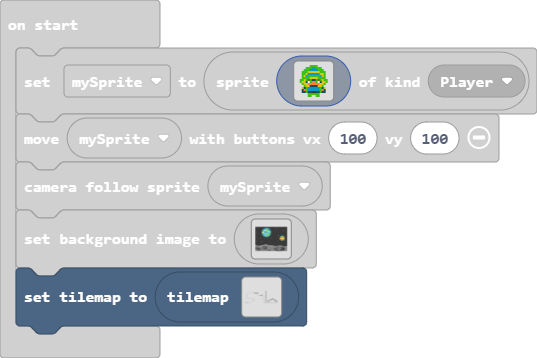 on start
set mySprite to sprite of kind Player
move mySprite with buttons vx 100 vy 100
camera follow sprite mySprite
set background image to
set tilemap to tilemap